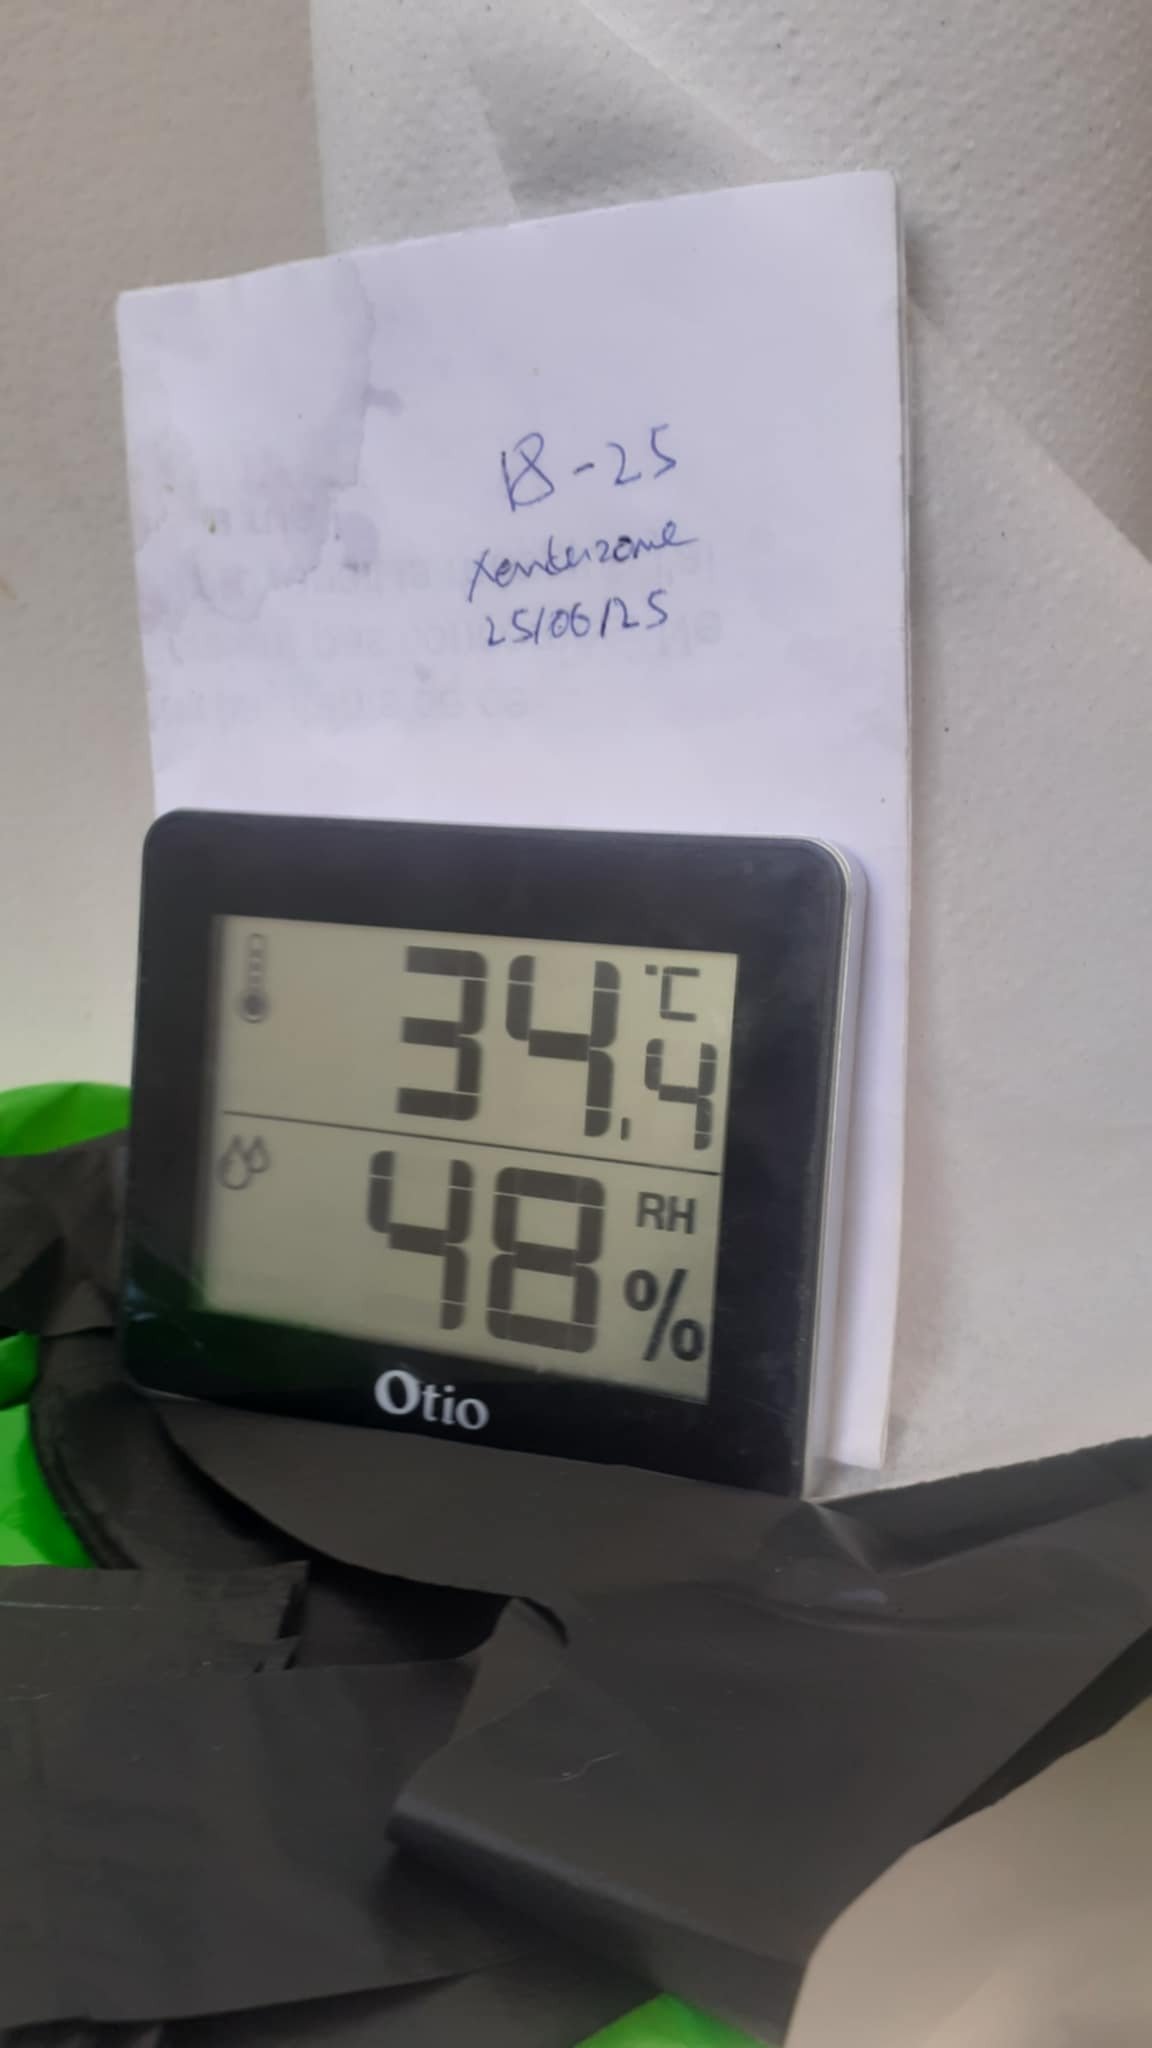 18-25
Xenterzone
25/06/25
34.4 °C
48 RH %
Otio